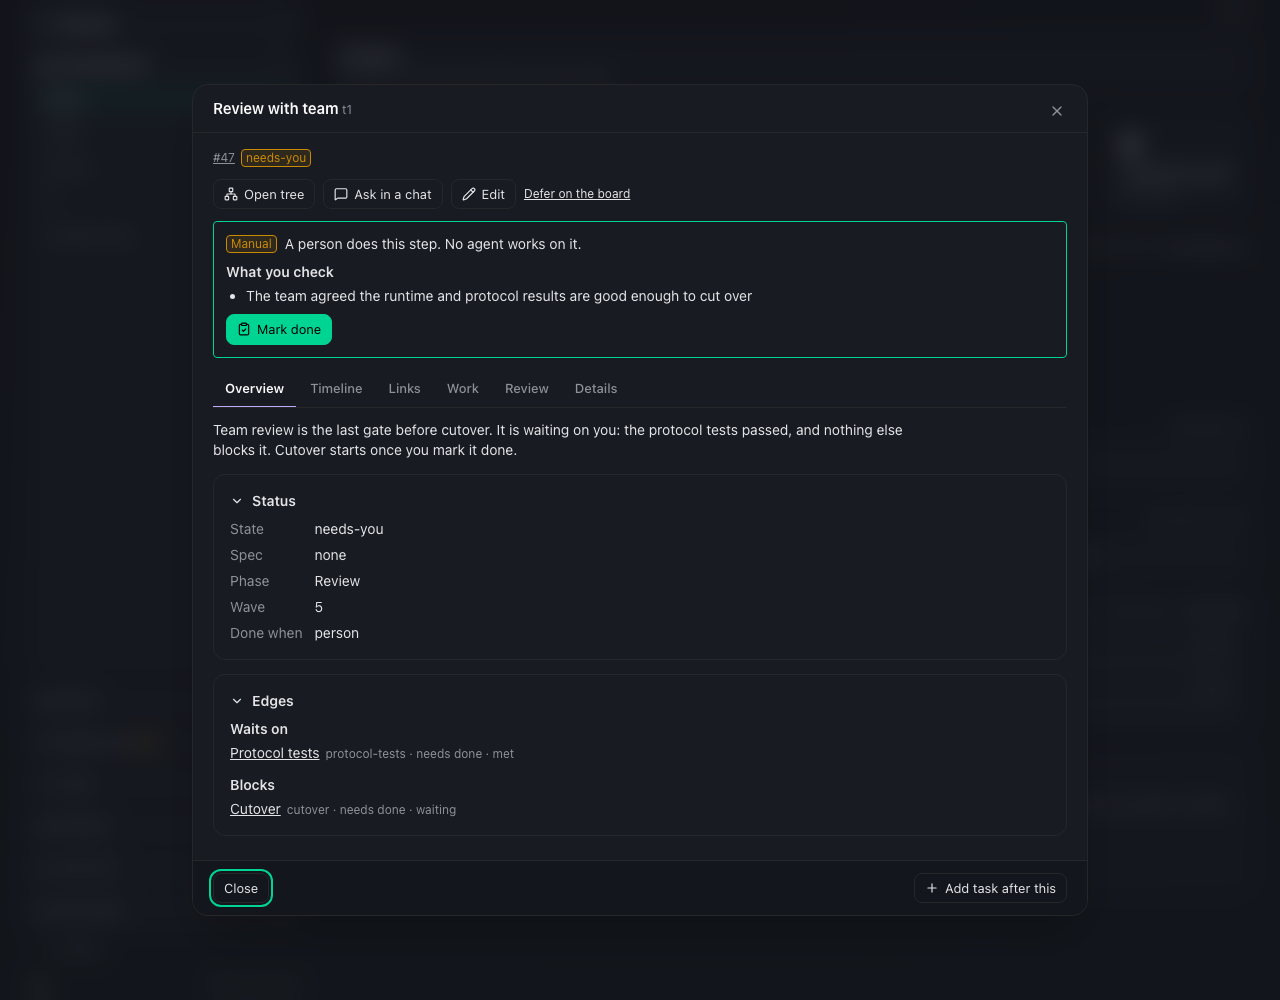 Review with team t1
#47 needs-you
Open tree Ask in a chat Edit Defer on the board
Manual A person does this step. No agent works on it.
What you check
• The team agreed the runtime and protocol results are good enough to cut over
Mark done
Overview Timeline Links Work Review Details
Team review is the last gate before cutover. It is waiting on you: the protocol tests passed, and nothing else
blocks it. Cutover starts once you mark it done.
Status
State needs-you
Spec none
Phase Review
Wave 5
Done when person
Edges
Waits on
Protocol tests protocol-tests · needs done · met
Blocks
Cutover cutover · needs done · waiting
Close + Add task after this